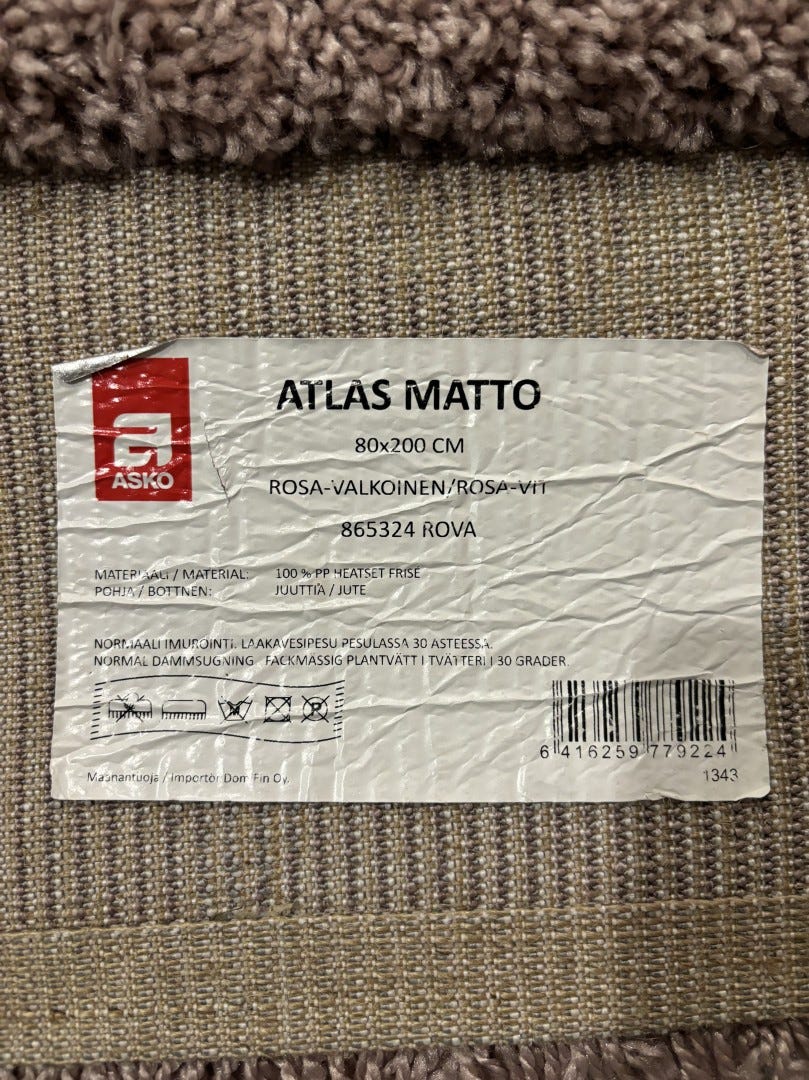 ASKO
ATLAS MATTO
80x200 CM
ROSA-VALKOINEN/ROSA-VIT
865324 ROVA
MATERIAALI / MATERIAL: 100 % PP HEATSET FRISÉ
POHJA / BOTTNEN: JUUTTIA / JUTE
NORMAALI IMUROINTI. LAAKAVESIPESU PESULASSA 30 ASTEESSA.
NORMAL DAMMSUGNING FACKMÄSSIG PLANTVÄTT I TVÄTTERI I 30 GRADER.
P
6 416259 779224
Maahantuoja / Importör Dom Fin Oy.
1343